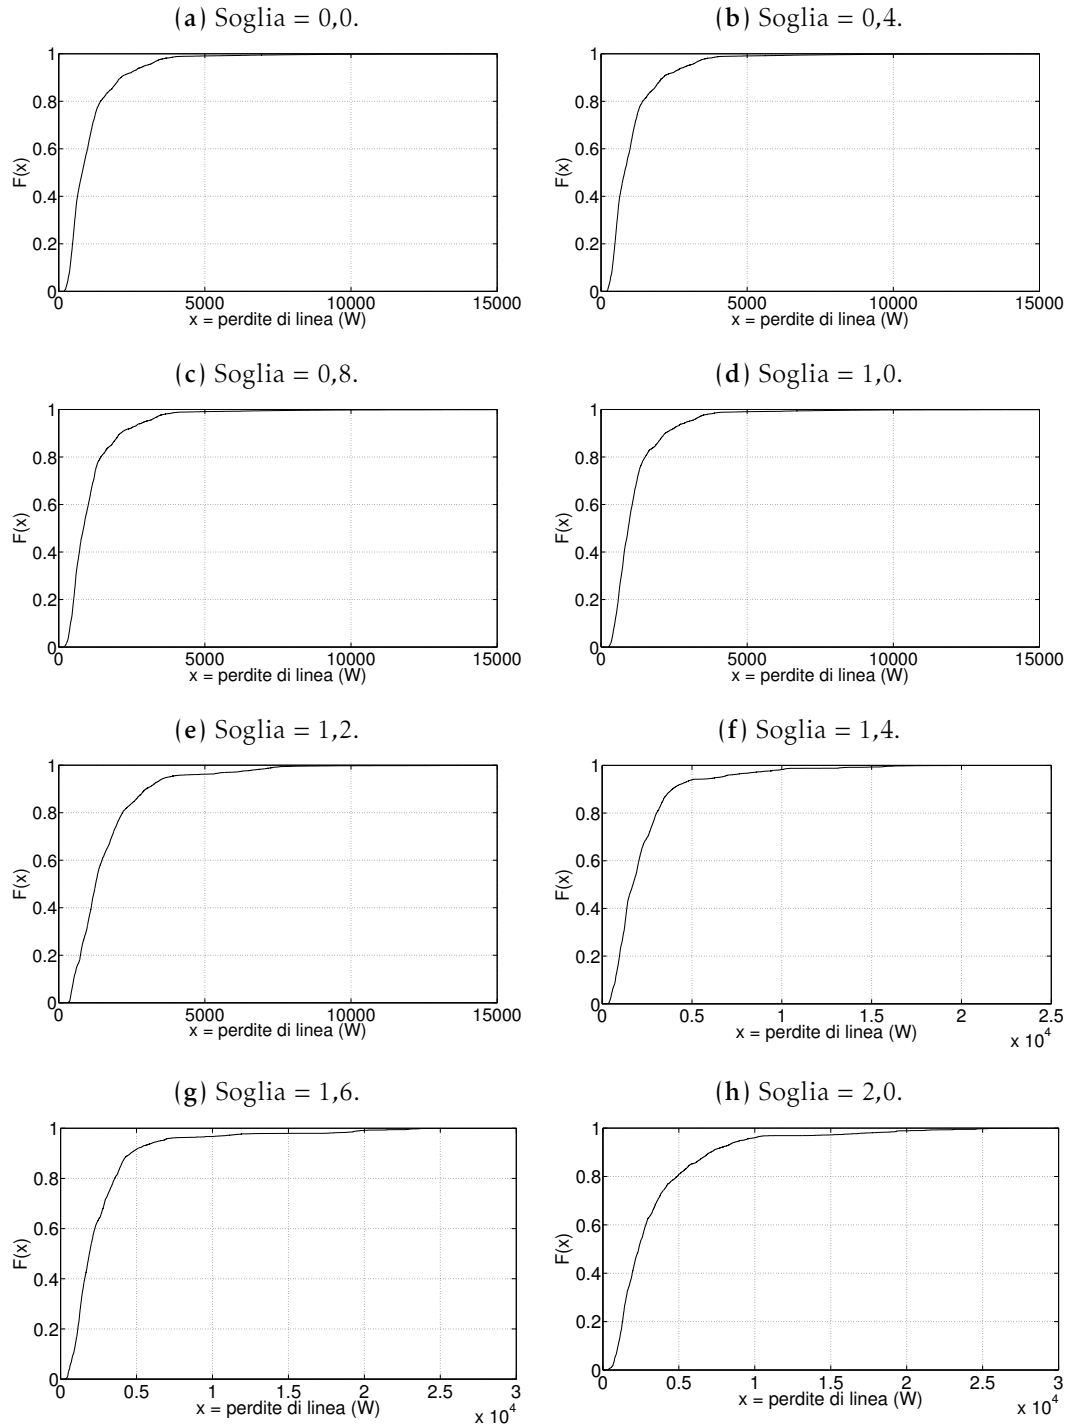 (a) Soglia = 0,0.
1
0.8
0.6
0.4
0.2
0
F(x)
0 5000 10000 15000
x = perdite di linea (W)
(b) Soglia = 0,4.
1
0.8
0.6
0.4
0.2
0
F(x)
0 5000 10000 15000
x = perdite di linea (W)
(c) Soglia = 0,8.
1
0.8
0.6
0.4
0.2
0
F(x)
0 5000 10000 15000
x = perdite di linea (W)
(d) Soglia = 1,0.
1
0.8
0.6
0.4
0.2
0
F(x)
0 5000 10000 15000
x = perdite di linea (W)
(e) Soglia = 1,2.
1
0.8
0.6
0.4
0.2
0
F(x)
0 5000 10000 15000
x = perdite di linea (W)
(f) Soglia = 1,4.
1
0.8
0.6
0.4
0.2
0
F(x)
0 0.5 1 1.5 2 2.5
x = perdite di linea (W)
x 10⁴
(g) Soglia = 1,6.
1
0.8
0.6
0.4
0.2
0
F(x)
0 0.5 1 1.5 2 2.5 3
x = perdite di linea (W)
x 10⁴
(h) Soglia = 2,0.
1
0.8
0.6
0.4
0.2
0
F(x)
0 0.5 1 1.5 2 2.5 3
x = perdite di linea (W)
x 10⁴